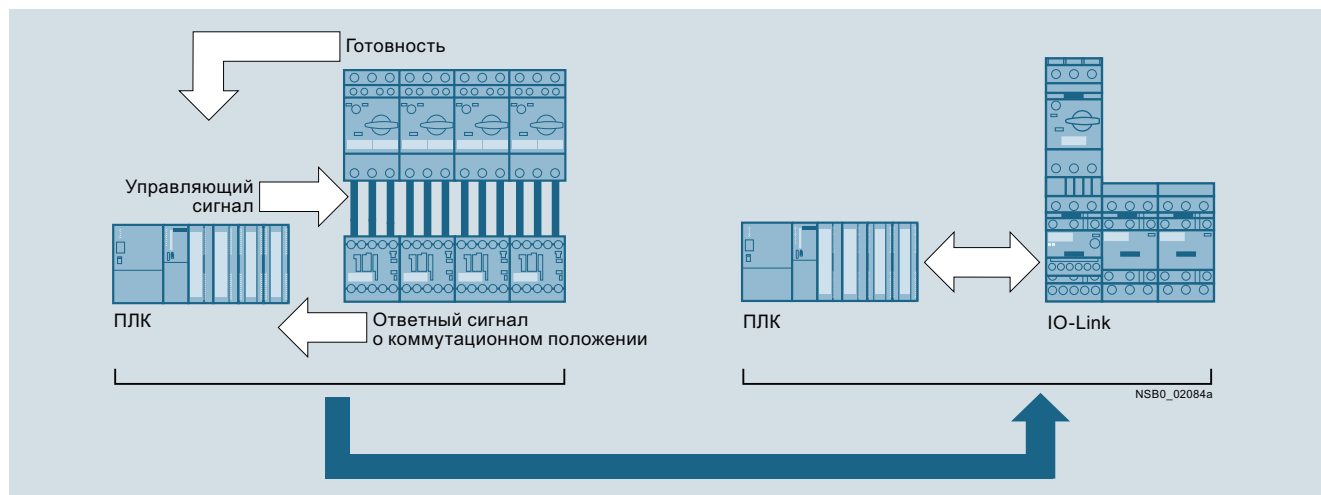 Готовность
Управляющий
сигнал
ПЛК
Ответный сигнал
о коммутационном положении
ПЛК
IO-Link
NSB0_02084a